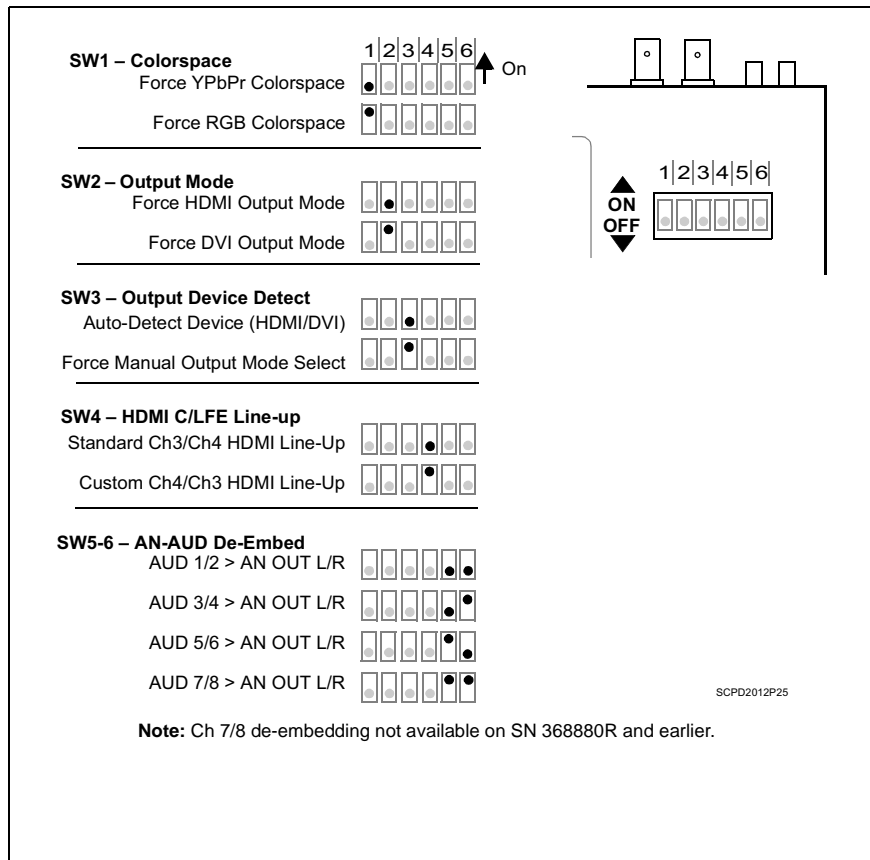 SW1 – Colorspace
1 2 3 4 5 6
On
Force YPbPr Colorspace
Force RGB Colorspace
SW2 – Output Mode
Force HDMI Output Mode
Force DVI Output Mode
SW3 – Output Device Detect
Auto-Detect Device (HDMI/DVI)
Force Manual Output Mode Select
SW4 – HDMI C/LFE Line-up
Standard Ch3/Ch4 HDMI Line-Up
Custom Ch4/Ch3 HDMI Line-Up
SW5-6 – AN-AUD De-Embed
AUD 1/2 > AN OUT L/R
AUD 3/4 > AN OUT L/R
AUD 5/6 > AN OUT L/R
AUD 7/8 > AN OUT L/R
1 2 3 4 5 6
ON
OFF
SCPD2012P25
Note: Ch 7/8 de-embedding not available on SN 368880R and earlier.